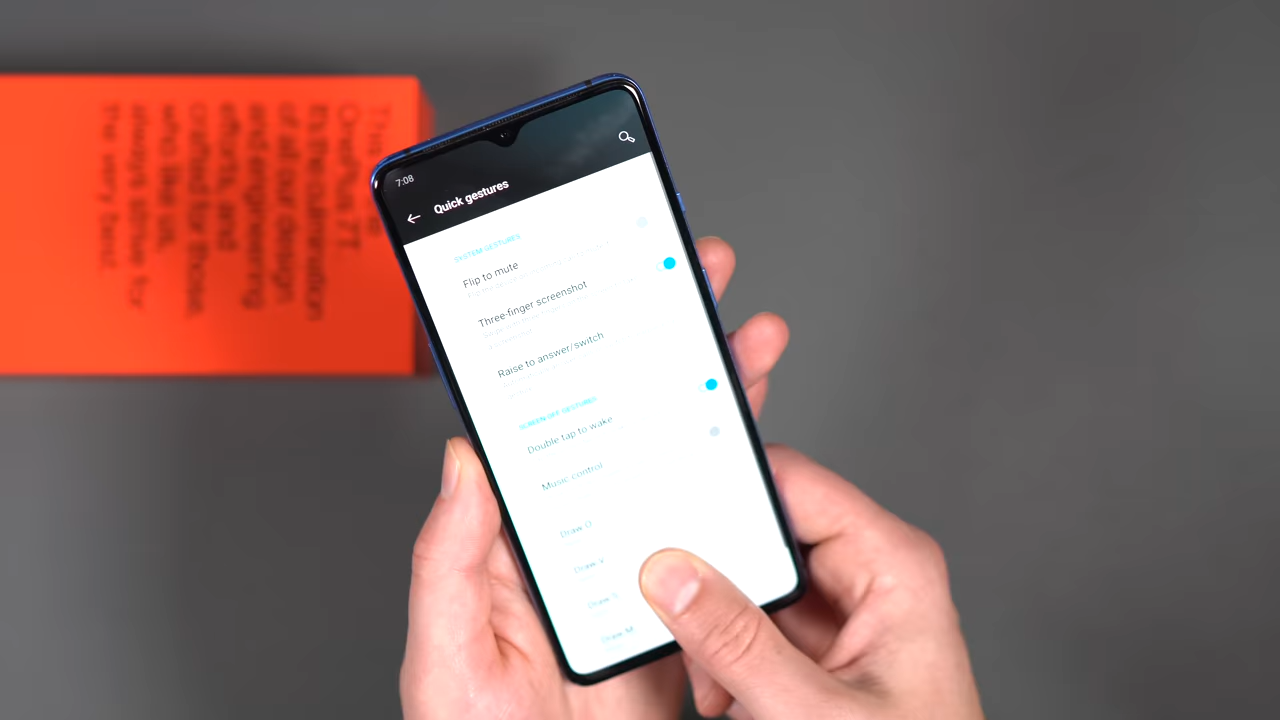 The
OnePlus 7T.
It's the culmination
of all our design
and engineering
efforts, and
crafted for those
who, like us,
always strive for
the very best.
7:08
Quick gestures
SYSTEM GESTURES
Flip to mute
Three-finger screenshot
Raise to answer/switch
SCREEN OFF GESTURES
Double tap to wake
Music control
Draw O
Draw V
Draw S
Draw M